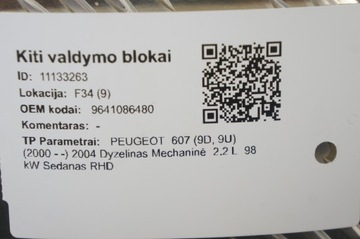 Kiti valdymo blokai
ID: 11133263
Lokacija: F34 (9)
OEM kodai: 9641086480
Komentaras: -
TP Parametrai: PEUGEOT 607 (9D, 9U)
(2000 - -) 2004 Dyzelinas Mechaninė 2.2 L 98
kW Sedanas RHD